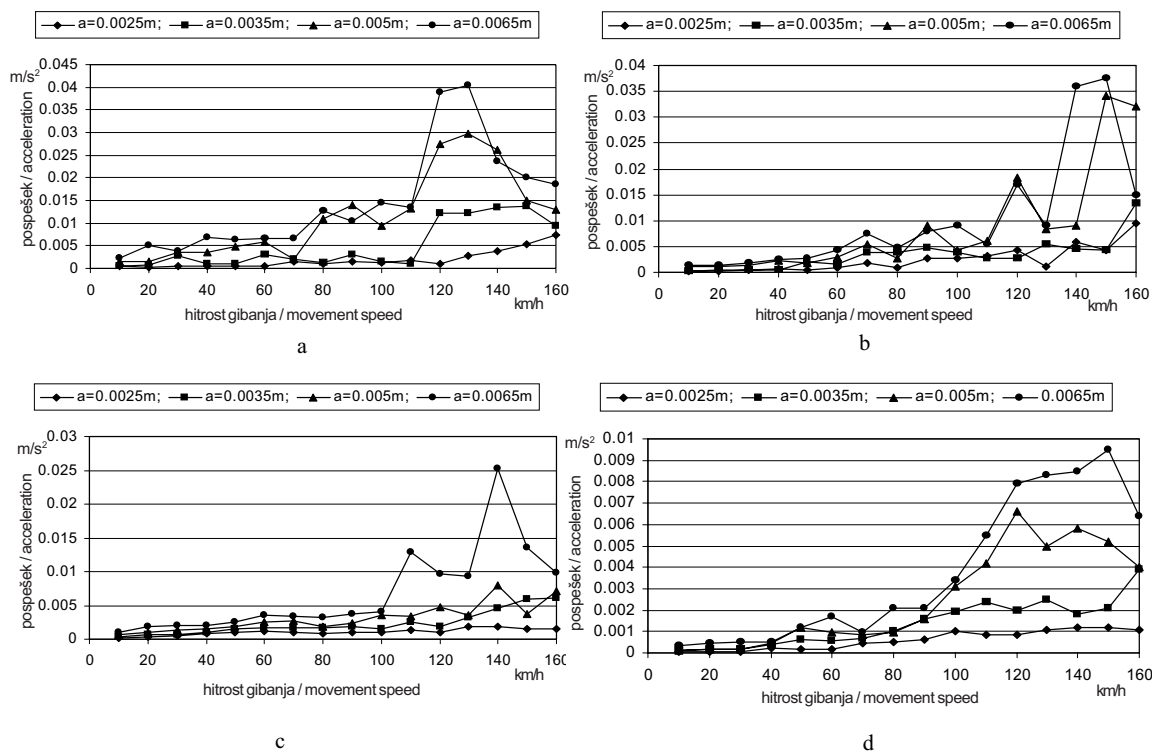 a=0.0025m; a=0.0035m; a=0.005m; a=0.0065m
m/s²
pospešek / acceleration
0.045
0.04
0.035
0.03
0.025
0.02
0.015
0.01
0.005
0
0 20 40 60 80 100 120 140 160
km/h
hitrost gibanja / movement speed
a
a=0.0025m; a=0.0035m; a=0.005m; a=0.0065m
m/s²
pospešek / acceleration
0.04
0.035
0.03
0.025
0.02
0.015
0.01
0.005
0
0 20 40 60 80 100 120 140 160
km/h
hitrost gibanja / movement speed
b
a=0.0025m; a=0.0035m; a=0.005m; a=0.0065m
m/s²
pospešek / acceleration
0.03
0.025
0.02
0.015
0.01
0.005
0
0 20 40 60 80 100 120 140 160
km/h
hitrost gibanja / movement speed
c
a=0.0025m; a=0.0035m; a=0.005m; 0.0065m
m/s²
pospešek / acceleration
0.01
0.009
0.008
0.007
0.006
0.005
0.004
0.003
0.002
0.001
0
0 20 40 60 80 100 120 140 160
km/h
hitrost gibanja / movement speed
d